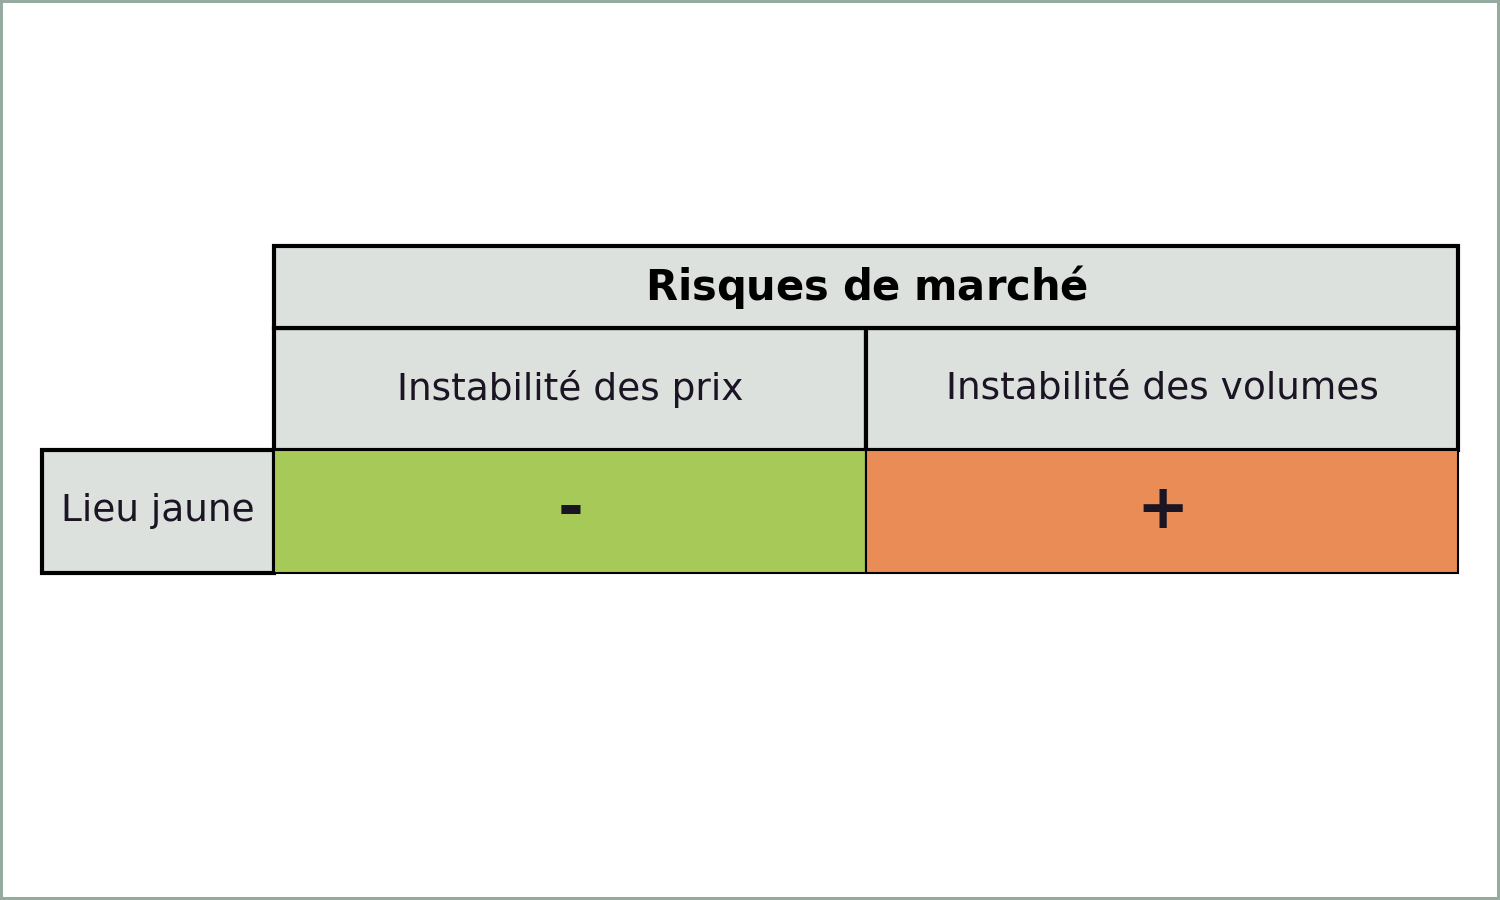 Risques de marché
Instabilité des prix
Instabilité des volumes
Lieu jaune
-
+